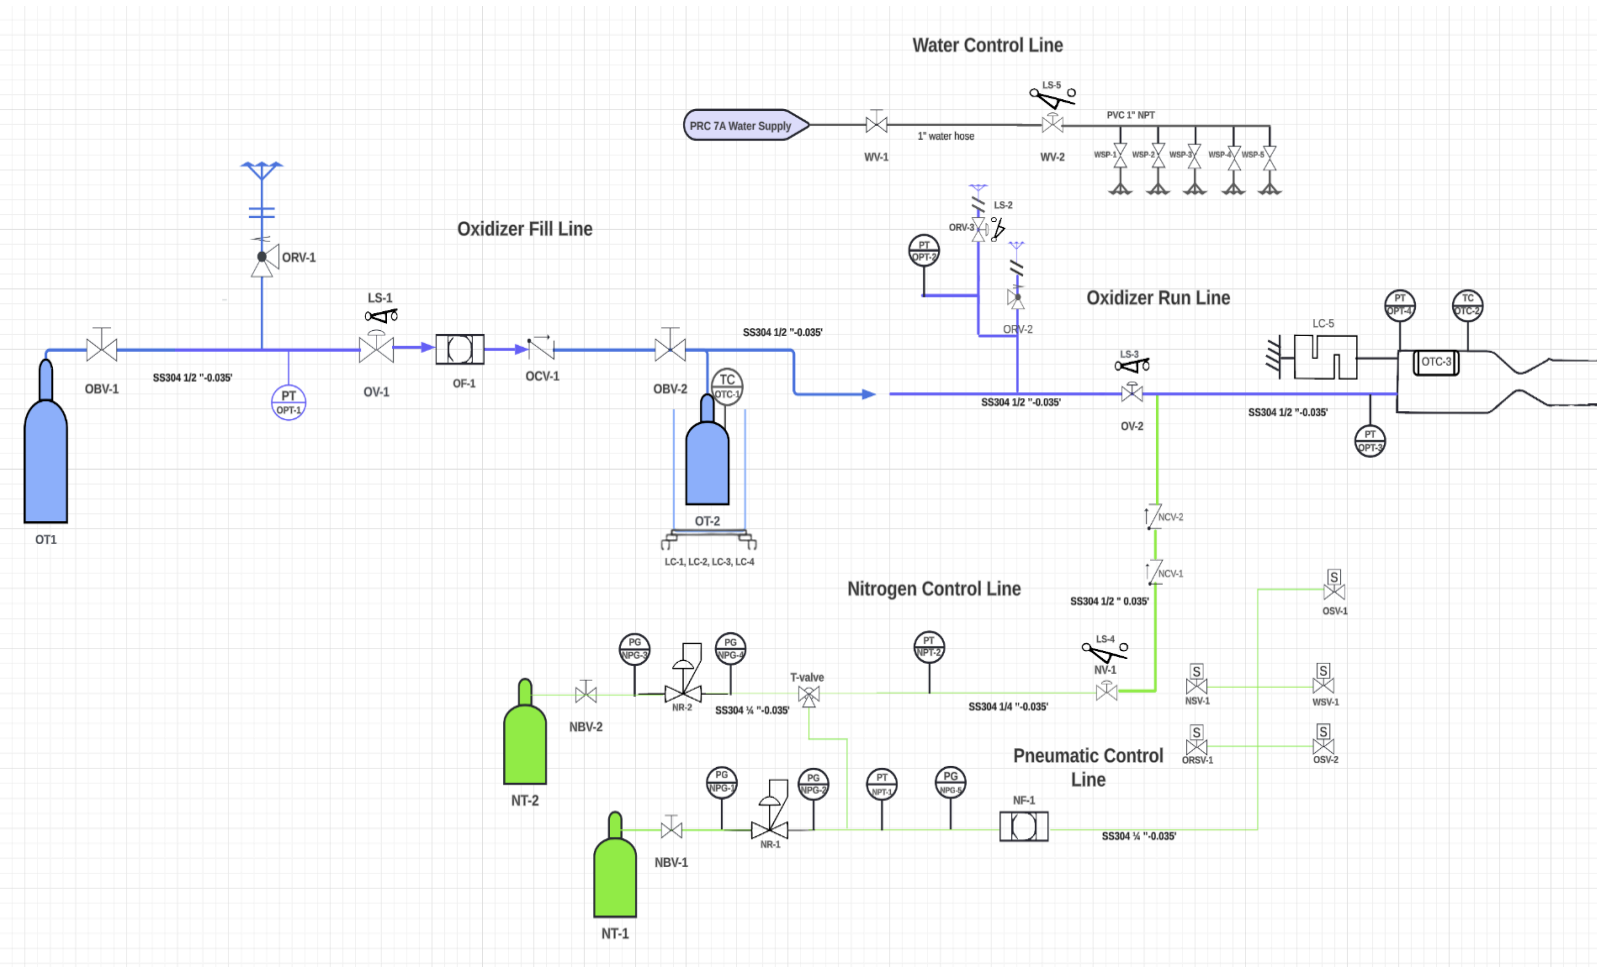 Water Control Line
LS-5
PRC 7A Water Supply
PVC 1" NPT
1" water hose
WV-1
WV-2
WSP-1
WSP-2
WSP-3
WSP-4
WSP-5
Oxidizer Fill Line
ORV-1
LS-1
OBV-1
SS304 1/2 "-0.035'
PT
OPT-1
OV-1
OF-1
OCV-1
OBV-2
SS304 1/2 "-0.035'
TC
OTC-1
OT1
OT-2
LC-1, LC-2, LC-3, LC-4
LS-2
ORV-3
PT
OPT-2
ORV-2
Oxidizer Run Line
LS-3
SS304 1/2 "-0.035'
OV-2
SS304 1/2 "-0.035'
LC-5
PT
OPT-4
TC
OTC-2
OTC-3
PT
OPT-3
NCV-2
NCV-1
Nitrogen Control Line
SS304 1/2 " 0.035'
LS-4
NV-1
PG
NPG-3
PG
NPG-4
NR-2
NBV-2
SS304 ¼ "-0.035'
T-valve
PT
NPT-2
SS304 1/4 "-0.035'
NT-2
S
OSV-1
S
NSV-1
S
WSV-1
S
ORSV-1
S
OSV-2
Pneumatic Control
Line
PG
NPG-1
PG
NPG-2
NR-1
PT
NPT-1
PG
NPG-5
NF-1
SS304 ¼ "-0.035'
NBV-1
NT-1